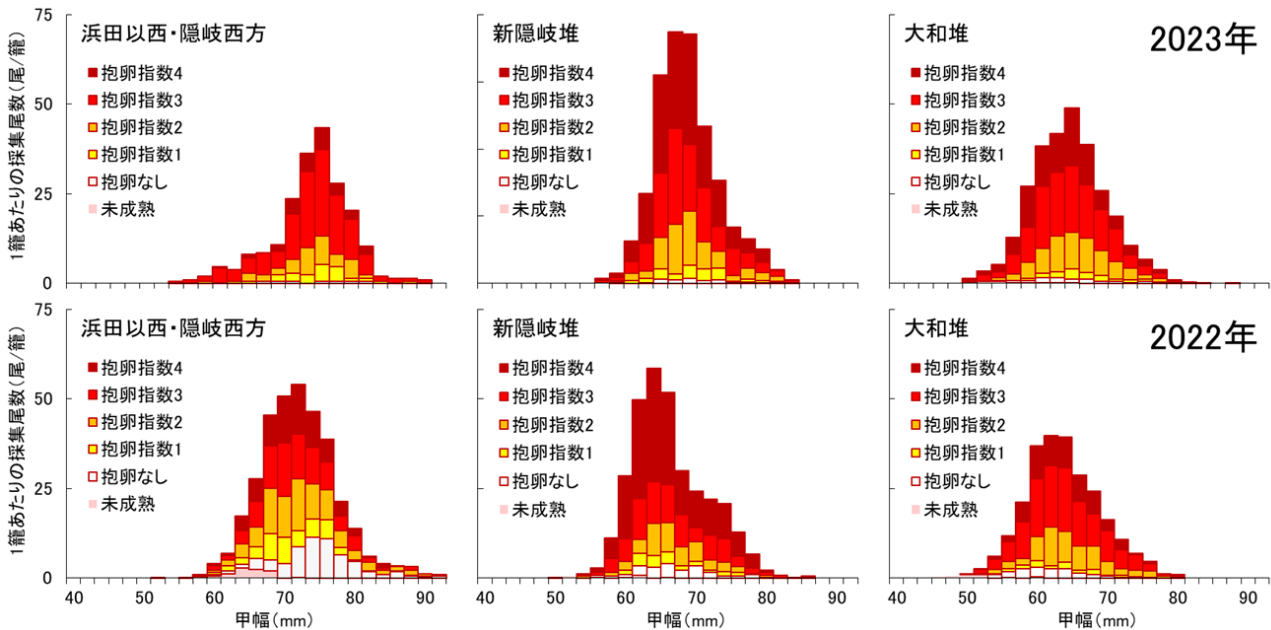 1籠あたりの採集尾数(尾/籠)
75
50
25
0
浜田以西・隠岐西方
抱卵指数4
抱卵指数3
抱卵指数2
抱卵指数1
抱卵なし
未成熟
新隠岐堆
抱卵指数4
抱卵指数3
抱卵指数2
抱卵指数1
抱卵なし
未成熟
大和堆
2023年
抱卵指数4
抱卵指数3
抱卵指数2
抱卵指数1
抱卵なし
未成熟
1籠あたりの採集尾数(尾/籠)
75
50
25
0
浜田以西・隠岐西方
抱卵指数4
抱卵指数3
抱卵指数2
抱卵指数1
抱卵なし
未成熟
40 50 60 70 80 90
甲幅(mm)
新隠岐堆
抱卵指数4
抱卵指数3
抱卵指数2
抱卵指数1
抱卵なし
未成熟
40 50 60 70 80 90
甲幅(mm)
大和堆
2022年
抱卵指数4
抱卵指数3
抱卵指数2
抱卵指数1
抱卵なし
未成熟
40 50 60 70 80 90
甲幅(mm)